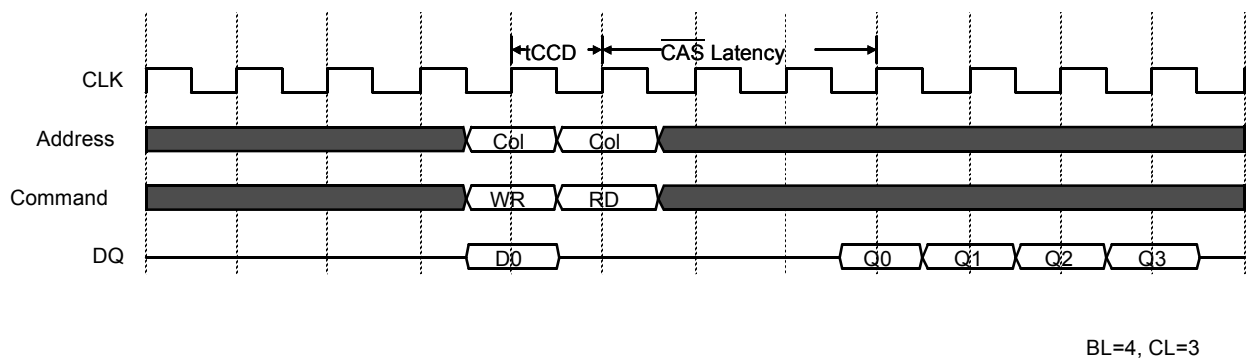 tCCD CAS Latency
CLK
Address Col Col
Command WR RD
DQ D0 Q0 Q1 Q2 Q3
BL=4, CL=3